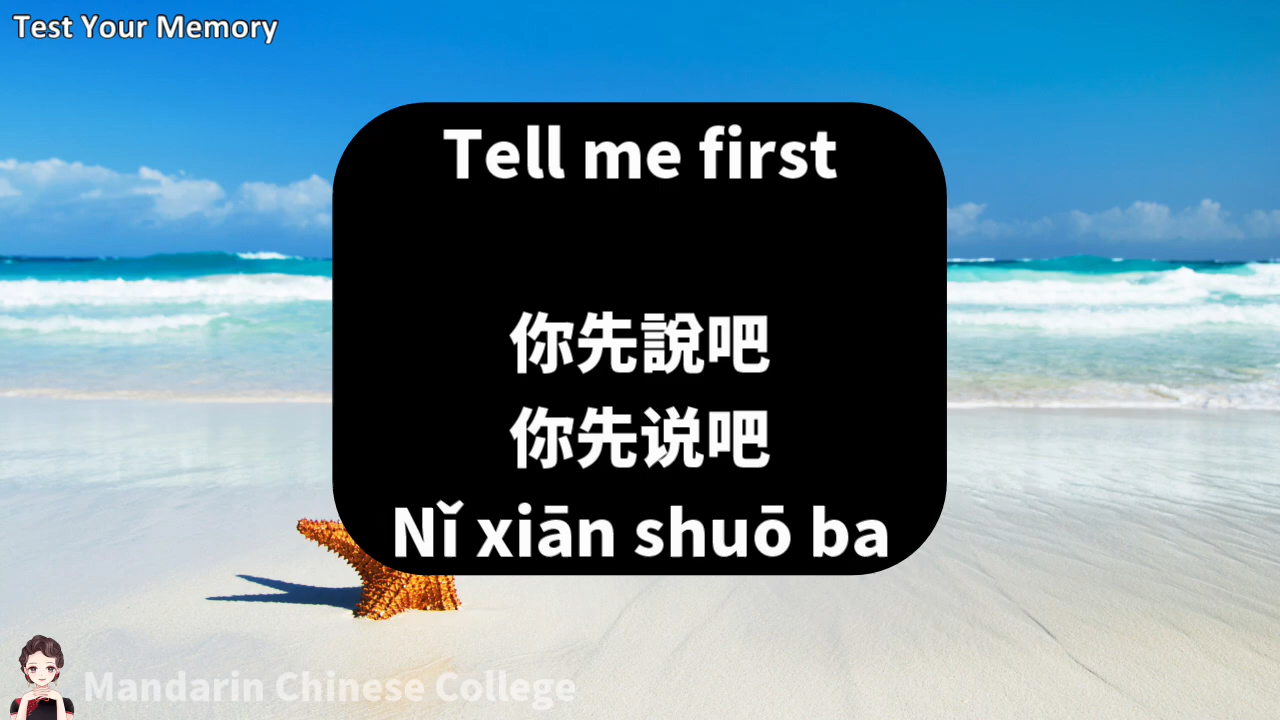 Test Your Memory
Tell me first
你先說吧
你先说吧
Nǐ xiān shuō ba
Mandarin Chinese College